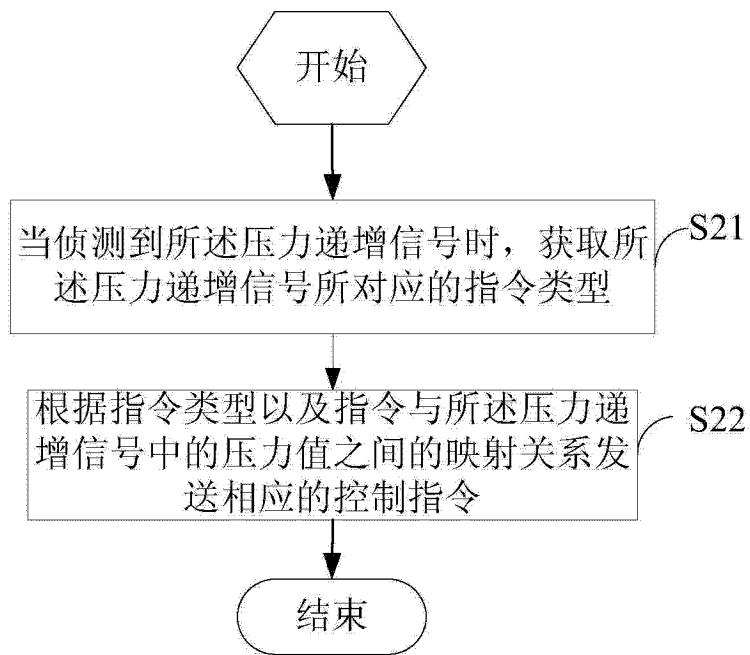 开始
当侦测到所述压力递增信号时，获取所
述压力递增信号所对应的指令类型
S21
根据指令类型以及指令与所述压力递
增信号中的压力值之间的映射关系发
送相应的控制指令
S22
结束